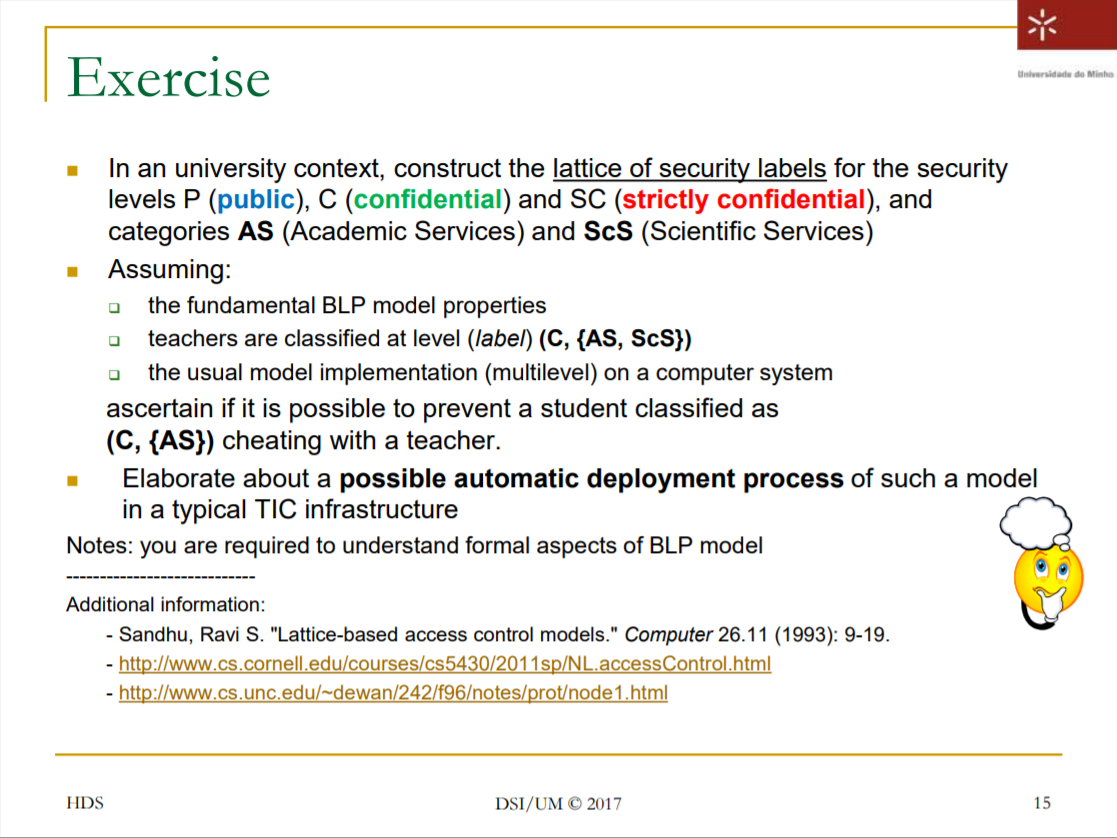 Universidade do Minho
Exercise
In an university context, construct the lattice of security labels for the security
levels P (public), C (confidential) and SC (strictly confidential), and
categories AS (Academic Services) and ScS (Scientific Services)
Assuming:
the fundamental BLP model properties
teachers are classified at level (label) (C, {AS, ScS})
the usual model implementation (multilevel) on a computer system
ascertain if it is possible to prevent a student classified as
(C, {AS}) cheating with a teacher.
Elaborate about a possible automatic deployment process of such a model
in a typical TIC infrastructure
Notes: you are required to understand formal aspects of BLP model
----------------------------
Additional information:
- Sandhu, Ravi S. "Lattice-based access control models." Computer 26.11 (1993): 9-19.
- http://www.cs.cornell.edu/courses/cs5430/2011sp/NL.accessControl.html
- http://www.cs.unc.edu/~dewan/242/f96/notes/prot/node1.html
HDS
DSI/UM © 2017
15